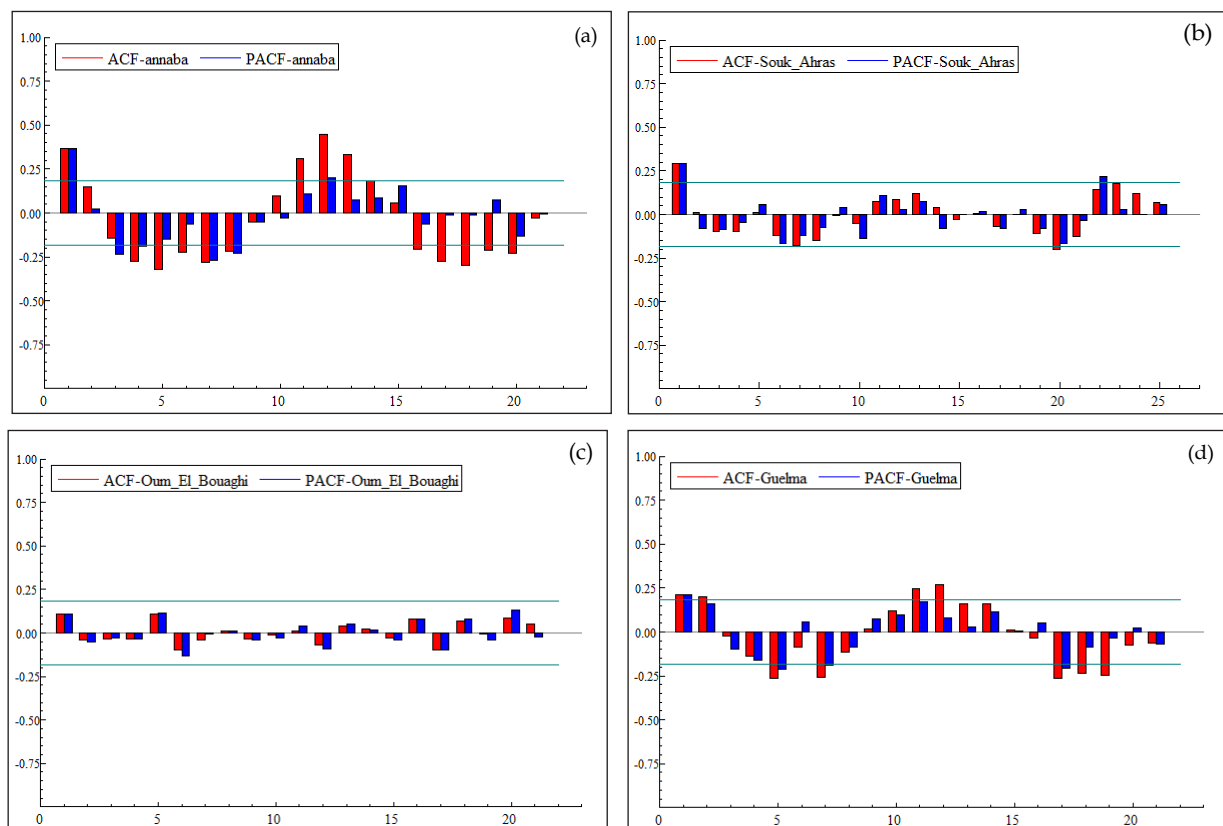 (a)
ACF-annaba PACF-annaba
1.00
0.75
0.50
0.25
0.00
-0.25
-0.50
-0.75
0 5 10 15 20
(b)
ACF-Souk_Ahras PACF-Souk_Ahras
1.00
0.75
0.50
0.25
0.00
-0.25
-0.50
-0.75
0 5 10 15 20 25
(c)
ACF-Oum_El_Bouaghi PACF-Oum_El_Bouaghi
1.00
0.75
0.50
0.25
0.00
-0.25
-0.50
-0.75
0 5 10 15 20
(d)
ACF-Guelma PACF-Guelma
1.00
0.75
0.50
0.25
0.00
-0.25
-0.50
-0.75
0 5 10 15 20